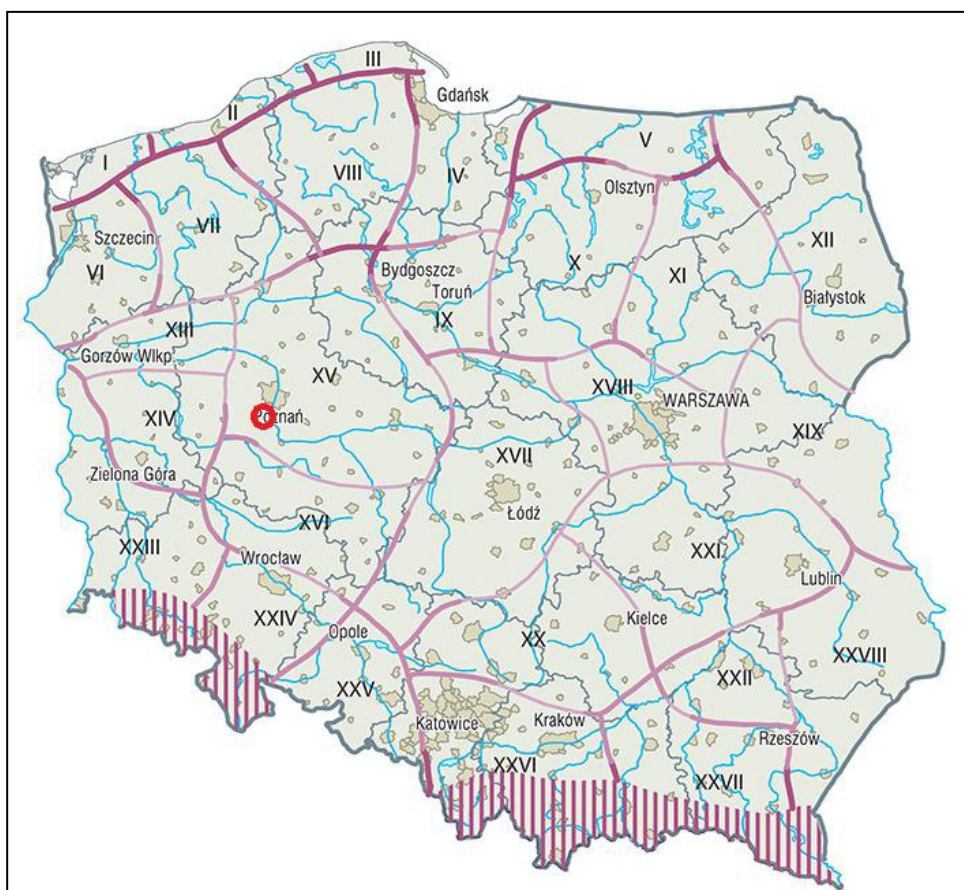 III
Gdańsk
II
I
V
VIII
IV
Olsztyn
Szczecin
VII
XII
VI
X
Bydgoszcz
XI
Toruń
Białystok
IX
XIII
Gorzów Wlkp.
XV
XVIII
WARSZAWA
XIV
Poznań
XIX
XVII
Zielona Góra
Łódź
XVI
XXIII
XXI
Wrocław
Lublin
XXIV
Kielce
Opole
XX
XXVIII
XXV
XXII
Katowice
Kraków
Rzeszów
XXVI
XXVII